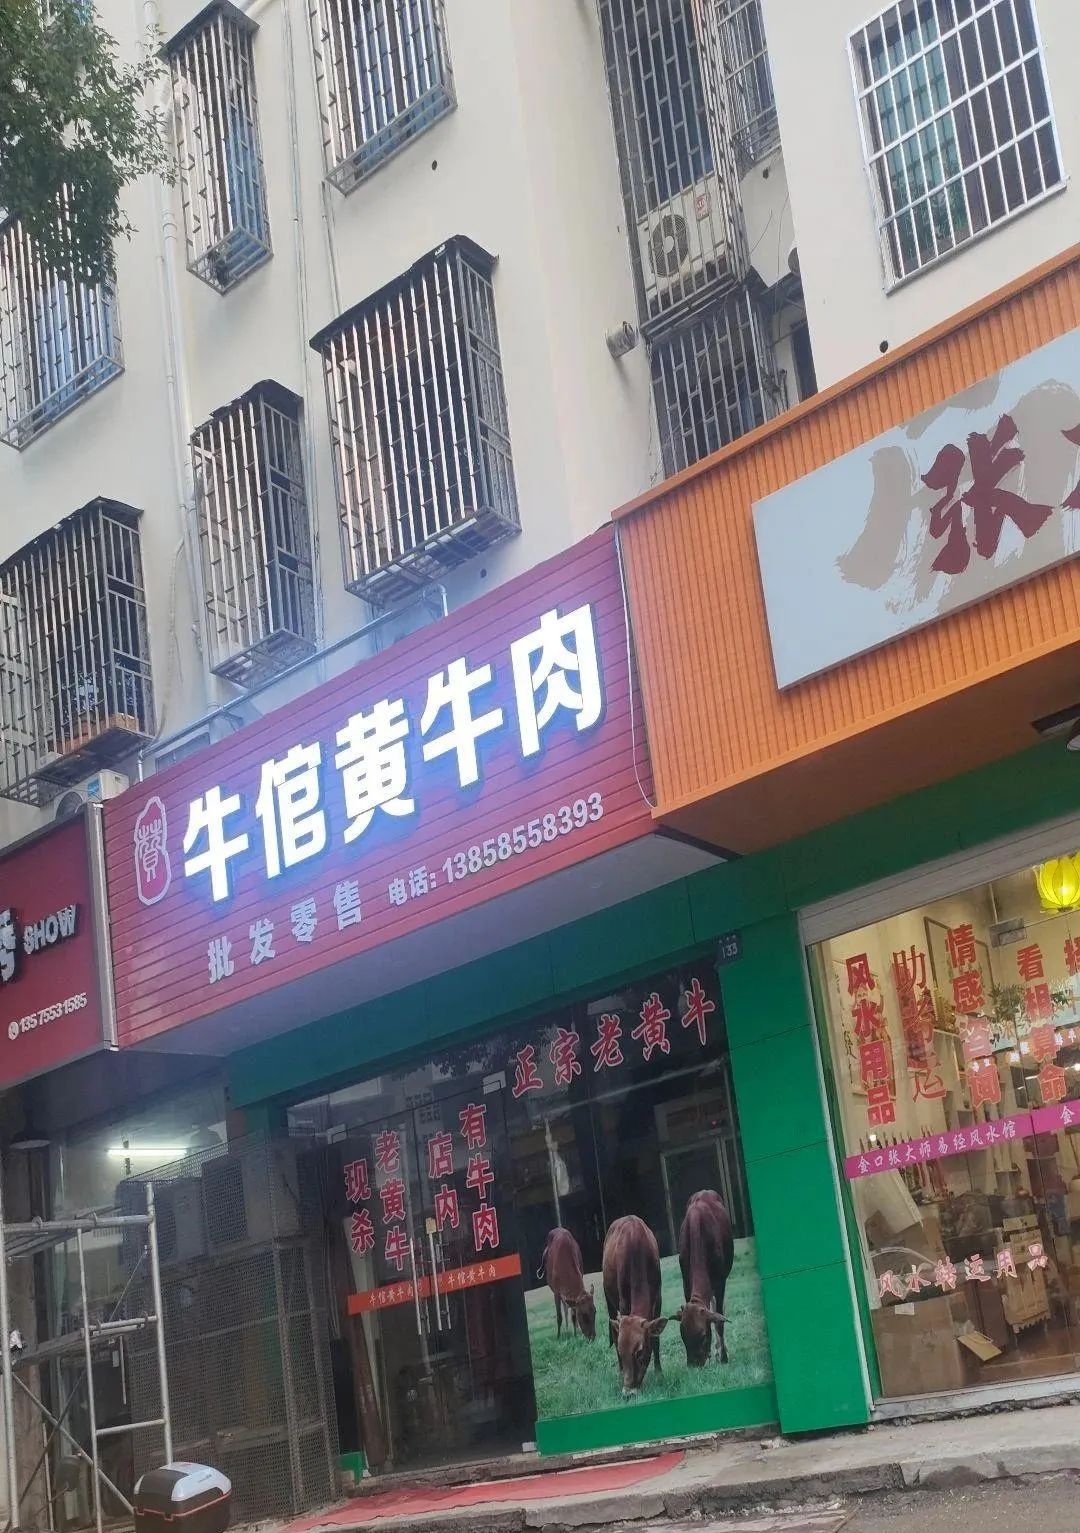 SHOW
13575531585
牛倌黄牛肉
批发零售 电话:13858558393
张
133
正宗老黄牛
现杀
老黄牛
店内
有牛肉
牛倌黄牛肉
牛倌黄牛肉
风水用品
助运
情感咨询
看相算命
金口张大师易经风水馆
金
风水转运用品